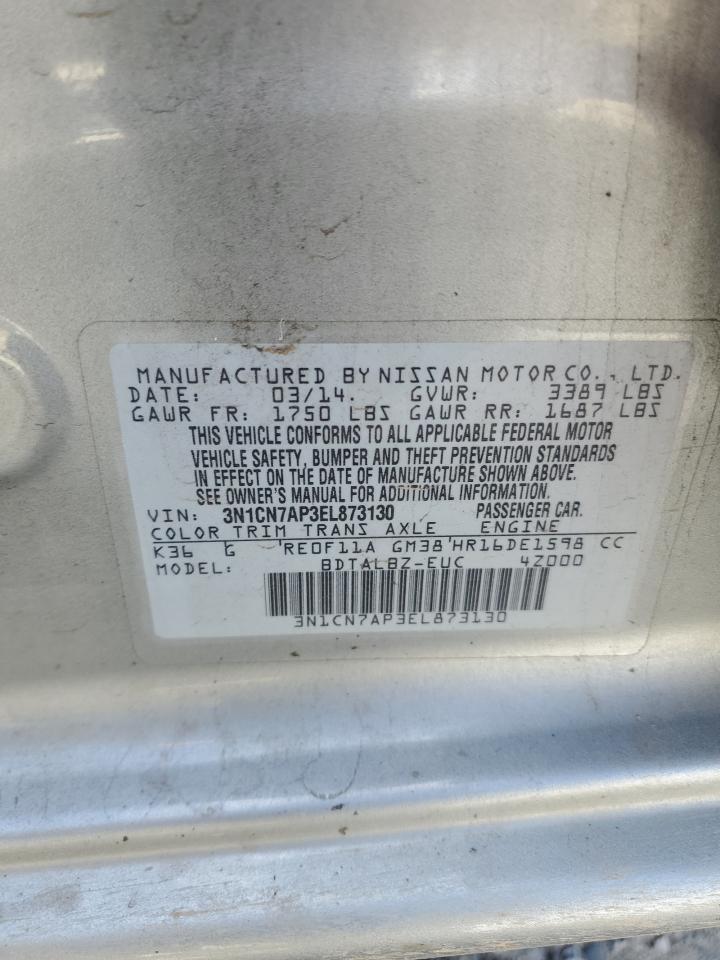 MANUFACTURED BY NISSAN MOTOR CO., LTD.
DATE: 03/14. GVWR: 3389 LBS
GAWR FR: 1750 LBS GAWR RR: 1687 LBS
THIS VEHICLE CONFORMS TO ALL APPLICABLE FEDERAL MOTOR
VEHICLE SAFETY, BUMPER AND THEFT PREVENTION STANDARDS
IN EFFECT ON THE DATE OF MANUFACTURE SHOWN ABOVE.
SEE OWNER'S MANUAL FOR ADDITIONAL INFORMATION.
VIN: 3N1CN7AP3EL873130 PASSENGER CAR.
COLOR TRIM TRANS AXLE ENGINE
K36 G 'RE0F11A GM38'HR16DE1598 CC
MODEL: BDTALBZ-EUC 4Z000
3N1CN7AP3EL873130